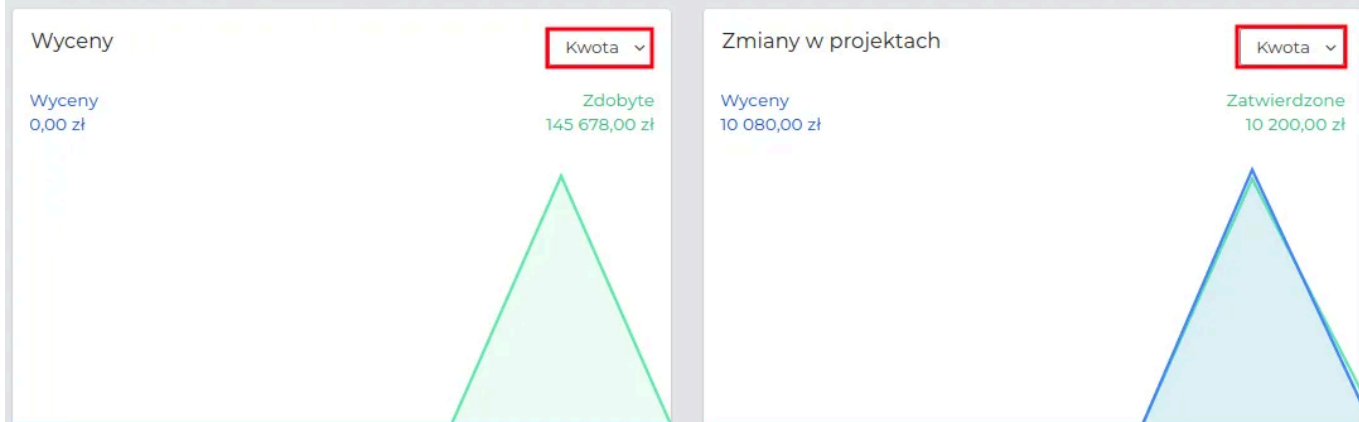 Wyceny
Kwota
Wyceny
0,00 zł
Zdobyte
145 678,00 zł
Zmiany w projektach
Kwota
Wyceny
10 080,00 zł
Zatwierdzone
10 200,00 zł